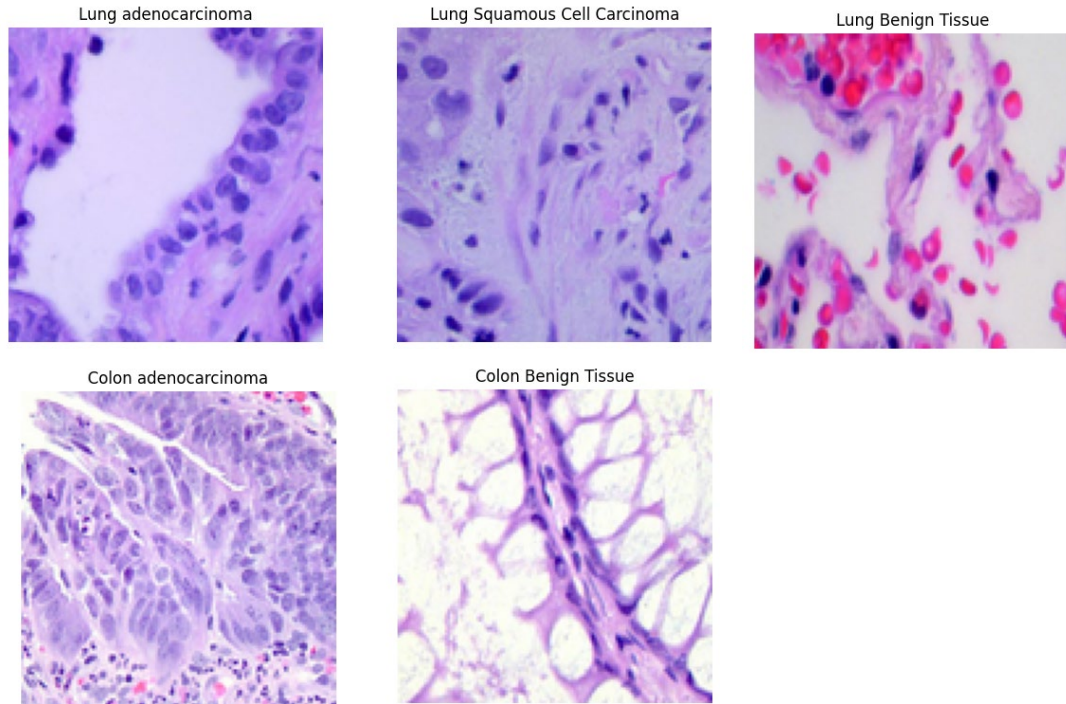 Lung adenocarcinoma
Lung Squamous Cell Carcinoma
Lung Benign Tissue
Colon adenocarcinoma
Colon Benign Tissue